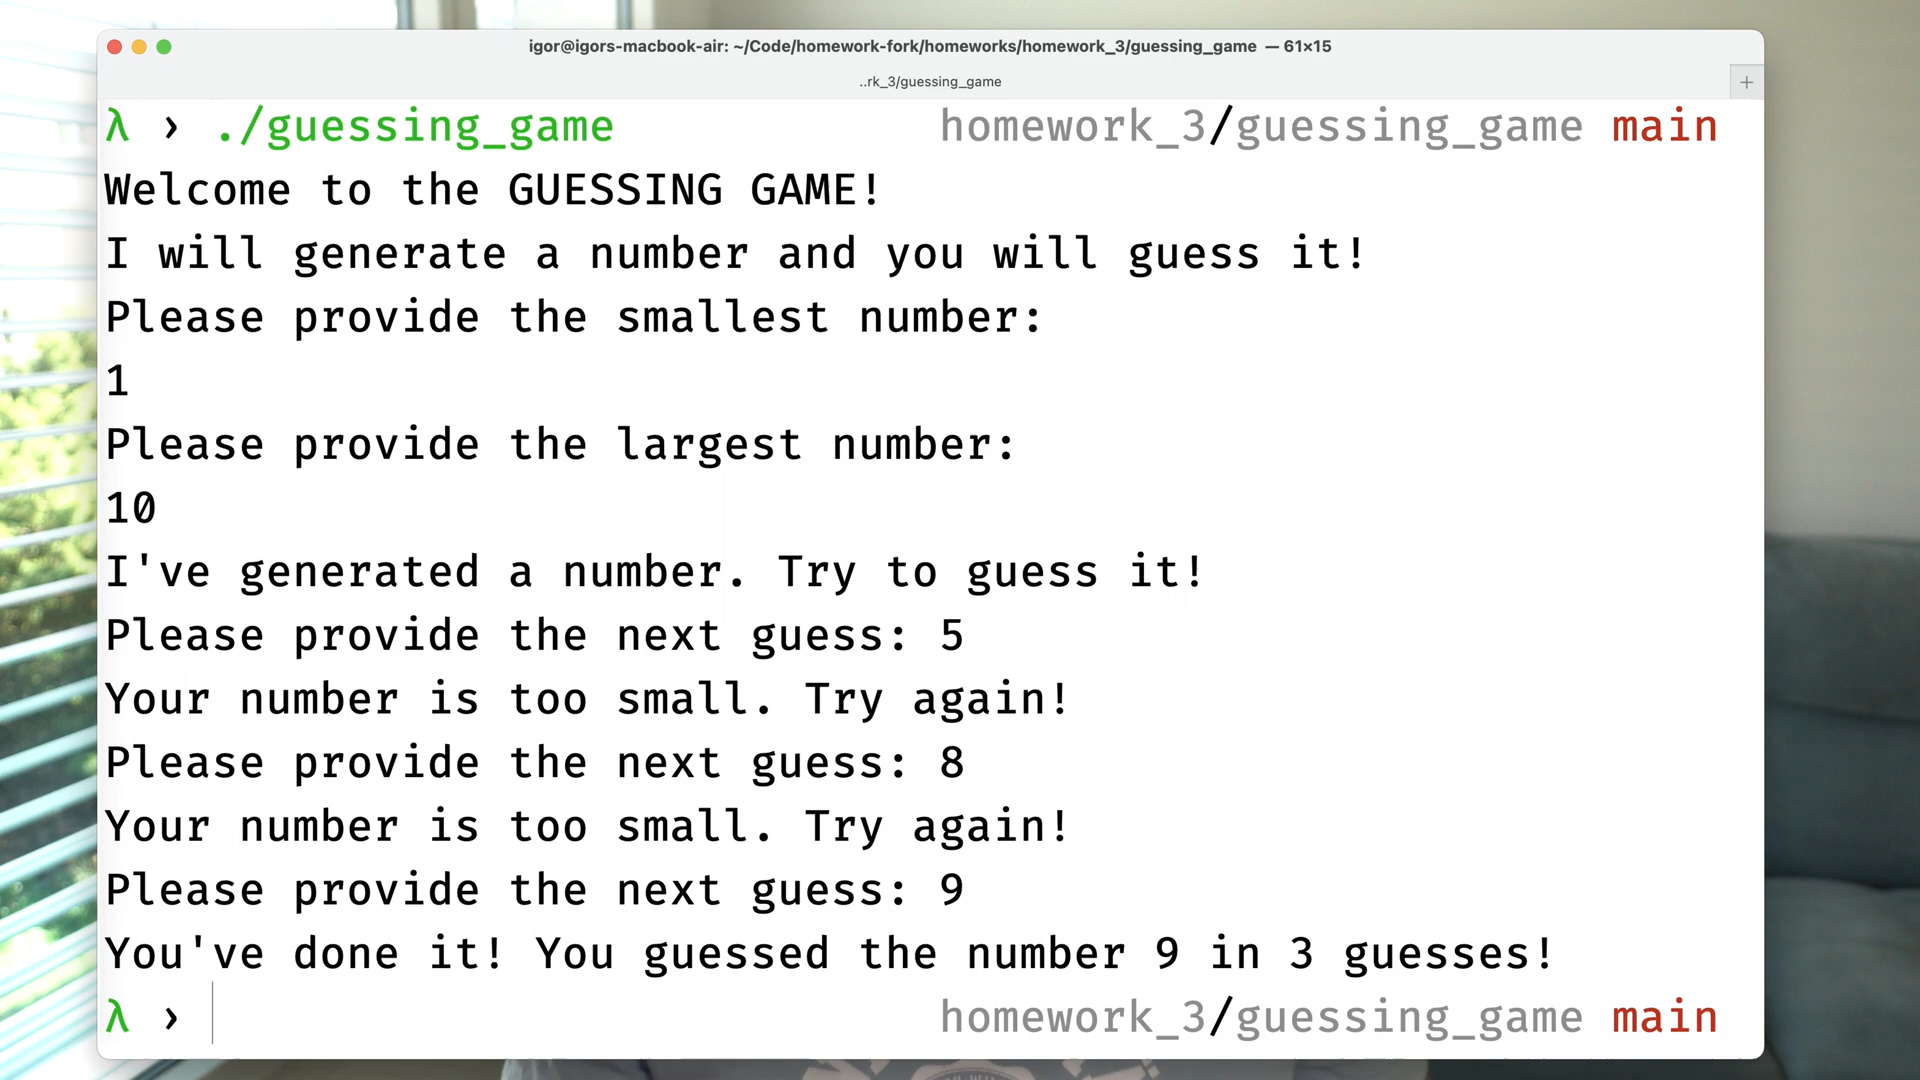 igor@igors-macbook-air: ~/Code/homework-fork/homeworks/homework_3/guessing_game — 61×15
..rk_3/guessing_game
λ › ./guessing_game homework_3/guessing_game main
Welcome to the GUESSING GAME!
I will generate a number and you will guess it!
Please provide the smallest number:
1
Please provide the largest number:
10
I've generated a number. Try to guess it!
Please provide the next guess: 5
Your number is too small. Try again!
Please provide the next guess: 8
Your number is too small. Try again!
Please provide the next guess: 9
You've done it! You guessed the number 9 in 3 guesses!
λ › homework_3/guessing_game main